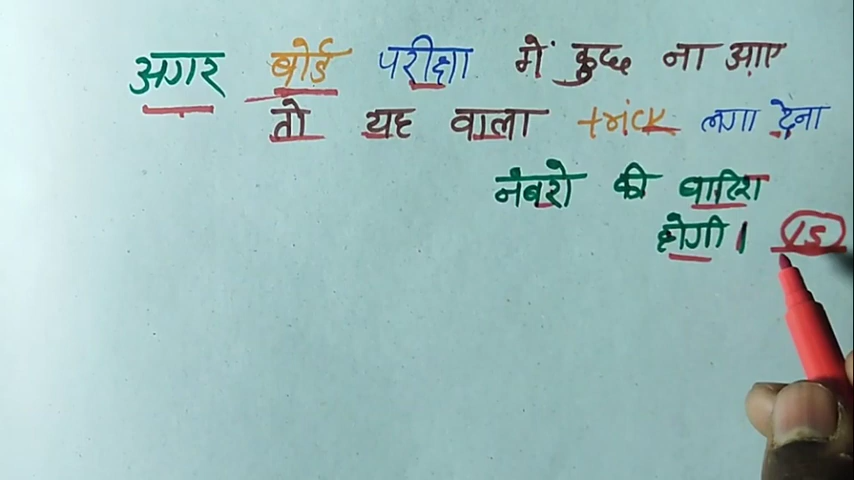 अगर बोर्ड परीक्षा में कुछ ना आए
तो यह वाला trick लगा देना
नंबरो की बारिश
होगी। 15